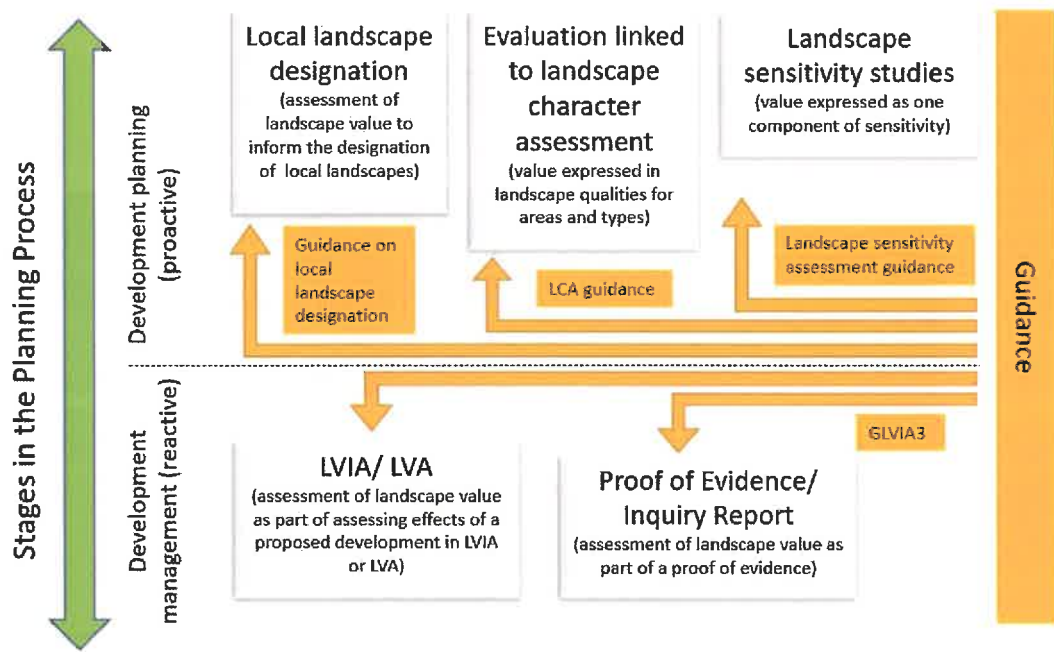 Stages in the Planning Process
Development planning
(proactive)
Local landscape
designation
(assessment of
landscape value to
inform the designation
of local landscapes)
Evaluation linked
to landscape
character
assessment
(value expressed in
landscape qualities for
areas and types)
Landscape
sensitivity studies
(value expressed as one
component of sensitivity)
Guidance on
local
landscape
designation
LCA guidance
Landscape sensitivity
assessment guidance
Guidance
Development
management (reactive)
GLVIA3
LVIA/ LVA
(assessment of landscape value
as part of assessing effects of a
proposed development in LVIA
or LVA)
Proof of Evidence/
Inquiry Report
(assessment of landscape value as
part of a proof of evidence)